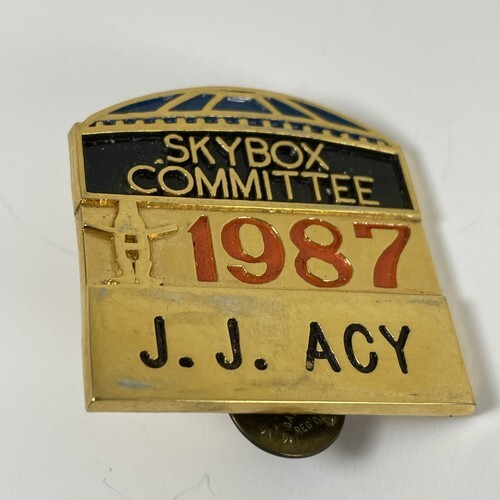 SKYBOX
COMMITTEE
1987
J. J. ACY